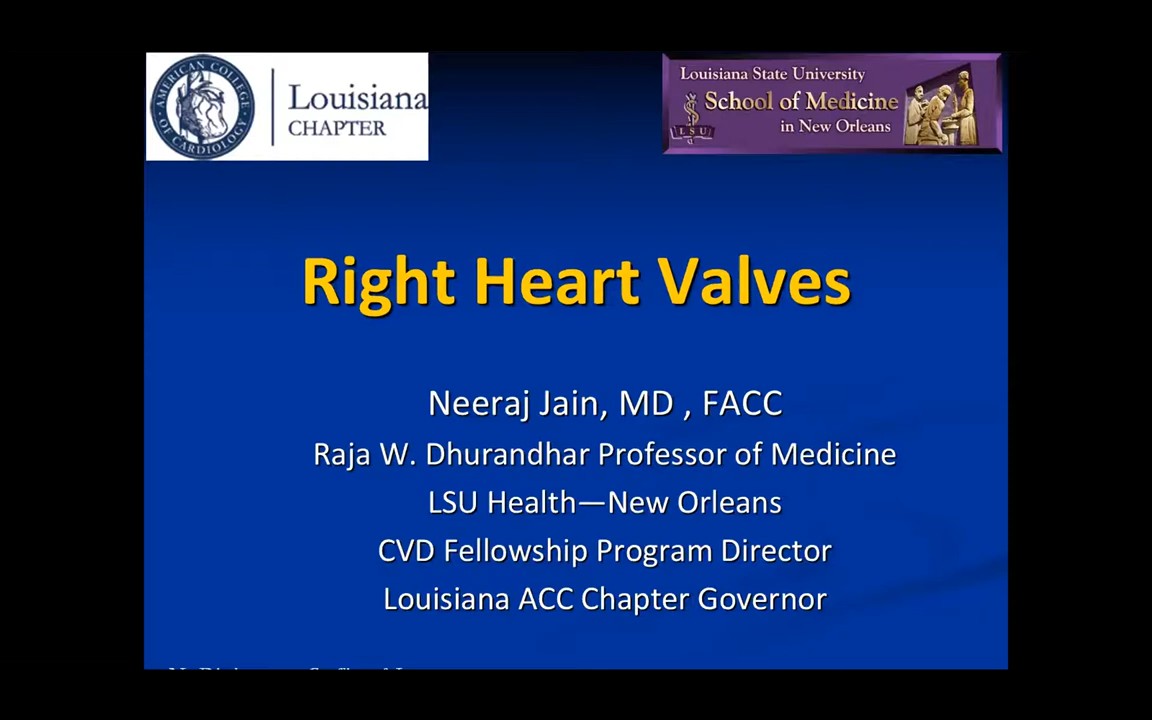 AMERICAN COLLEGE OF CARDIOLOGY
Louisiana
CHAPTER
Louisiana State University
School of Medicine
in New Orleans
LSU
Right Heart Valves
Neeraj Jain, MD , FACC
Raja W. Dhurandhar Professor of Medicine
LSU Health—New Orleans
CVD Fellowship Program Director
Louisiana ACC Chapter Governor